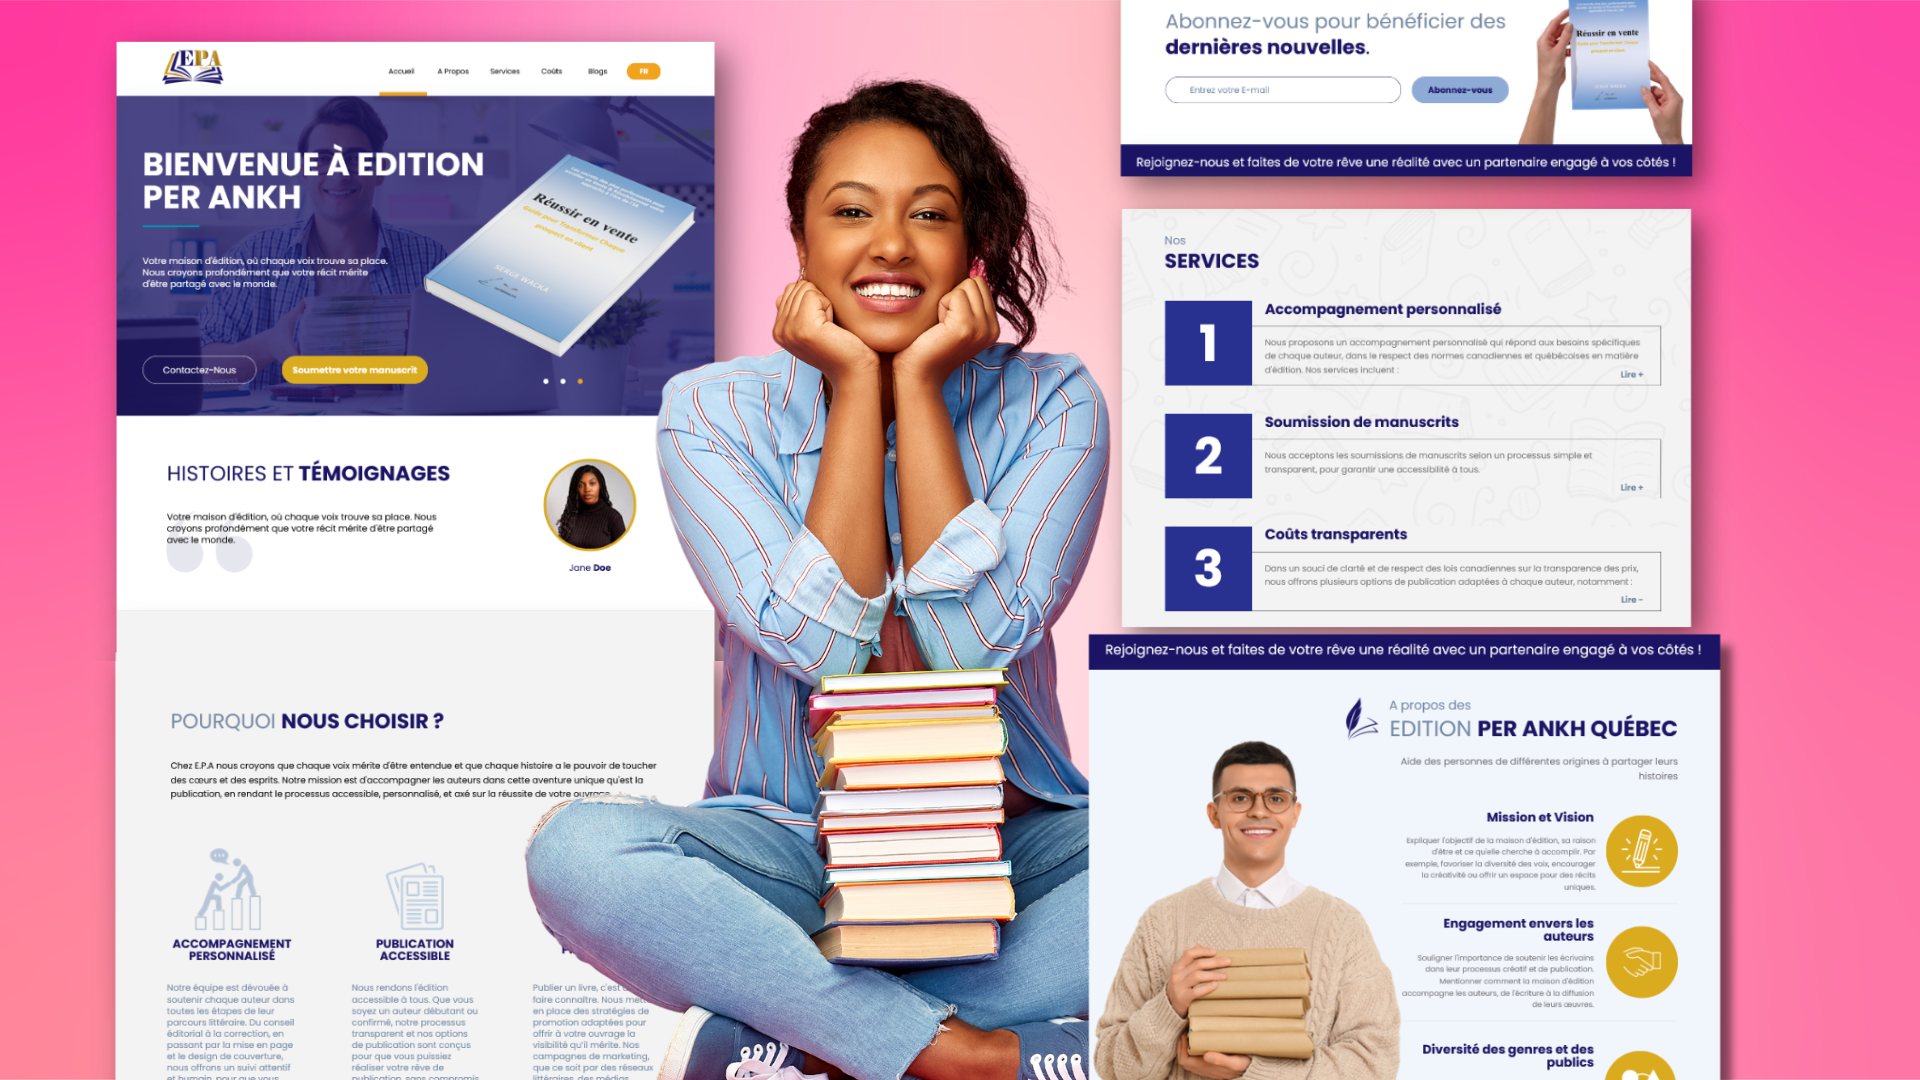 EPA
Accueil
A Propos
Services
Coûts
Blogs
FR
BIENVENUE À EDITION
PER ANKH
Votre maison d'édition, où chaque voix trouve sa place.
Nous croyons profondément que votre récit mérite
d'être partagé avec le monde.
Contactez-Nous
Soumettre votre manuscrit
Réussir en vente
Guide pour Transformer Chaque
prospect en client
SERGE WACKA
HISTOIRES ET TÉMOIGNAGES
Votre maison d'édition, où chaque voix trouve sa place. Nous
croyons profondément que votre récit mérite d'être partagé
avec le monde.
Jane Doe
POURQUOI NOUS CHOISIR ?
Chez E.P.A nous croyons que chaque voix mérite d'être entendue et que chaque histoire a le pouvoir de toucher
des cœurs et des esprits. Notre mission est d'accompagner les auteurs dans cette aventure unique qu'est la
publication, en rendant le processus accessible, personnalisé, et axé sur la réussite de votre ouvrage
ACCOMPAGNEMENT
PERSONNALISÉ
Notre équipe est dévouée à
soutenir chaque auteur dans
toutes les étapes de leur
parcours littéraire. Du conseil
éditorial à la correction, en
passant par la mise en page
et le design de couverture,
nous offrons un suivi attentif
et humain, pour que vous
PUBLICATION
ACCESSIBLE
Nous rendons l'édition
accessible à tous. Que vous
soyez un auteur débutant ou
confirmé, notre processus
transparent et nos options
de publication sont conçus
pour que vous puissiez
réaliser votre rêve de
publication, sans compromis
Publier un livre, c'est
faire connaître. Nous mett
en place des stratégies de
promotion adaptées pour
offrir à votre ouvrage la
visibilité qu'il mérite. Nos
campagnes de marketing,
que ce soit par des réseaux
littéraires, des médias
Abonnez-vous pour bénéficier des
dernières nouvelles.
Entrez votre E-mail
Abonnez-vous
Réussir en vente
Guide pour Transformer Chaque
prospect en client
SERGE WACKA
Rejoignez-nous et faites de votre rêve une réalité avec un partenaire engagé à vos côtés !
Nos
SERVICES
1
Accompagnement personnalisé
Nous proposons un accompagnement personnalisé qui répond aux besoins spécifiques
de chaque auteur, dans le respect des normes canadiennes et québécoises en matière
d'édition. Nos services incluent :
Lire +
2
Soumission de manuscrits
Nous acceptons les soumissions de manuscrits selon un processus simple et
transparent, pour garantir une accessibilité à tous.
Lire +
3
Coûts transparents
Dans un souci de clarté et de respect des lois canadiennes sur la transparence des prix,
nous offrons plusieurs options de publication adaptées à chaque auteur, notamment :
Lire -
Rejoignez-nous et faites de votre rêve une réalité avec un partenaire engagé à vos côtés !
A propos des
EDITION PER ANKH QUÉBEC
Aide des personnes de différentes origines à partager leurs
histoires
Mission et Vision
Expliquer l'objectif de la maison d'édition, sa raison
d'être et ce qu'elle cherche à accomplir. Par
exemple, favoriser la diversité des voix, encourager
la créativité ou offrir un espace pour des récits
uniques.
Engagement envers les
auteurs
Souligner l'importance de soutenir les écrivains
dans leur processus créatif et de publication.
Mentionner comment la maison d'édition
accompagne les auteurs, de l'écriture à la diffusion
de leurs œuvres.
Diversité des genres et des
publics